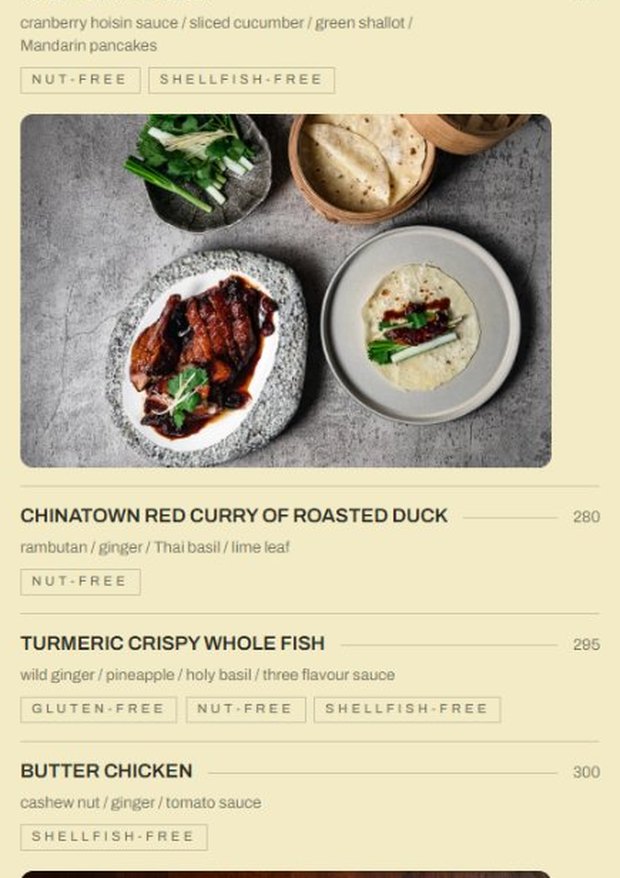 cranberry hoisin sauce / sliced cucumber / green shallot /
Mandarin pancakes
NUT-FREE SHELLFISH-FREE
CHINATOWN RED CURRY OF ROASTED DUCK 280
rambutan / ginger / Thai basil / lime leaf
NUT-FREE
TURMERIC CRISPY WHOLE FISH 295
wild ginger / pineapple / holy basil / three flavour sauce
GLUTEN-FREE NUT-FREE SHELLFISH-FREE
BUTTER CHICKEN 300
cashew nut / ginger / tomato sauce
SHELLFISH-FREE